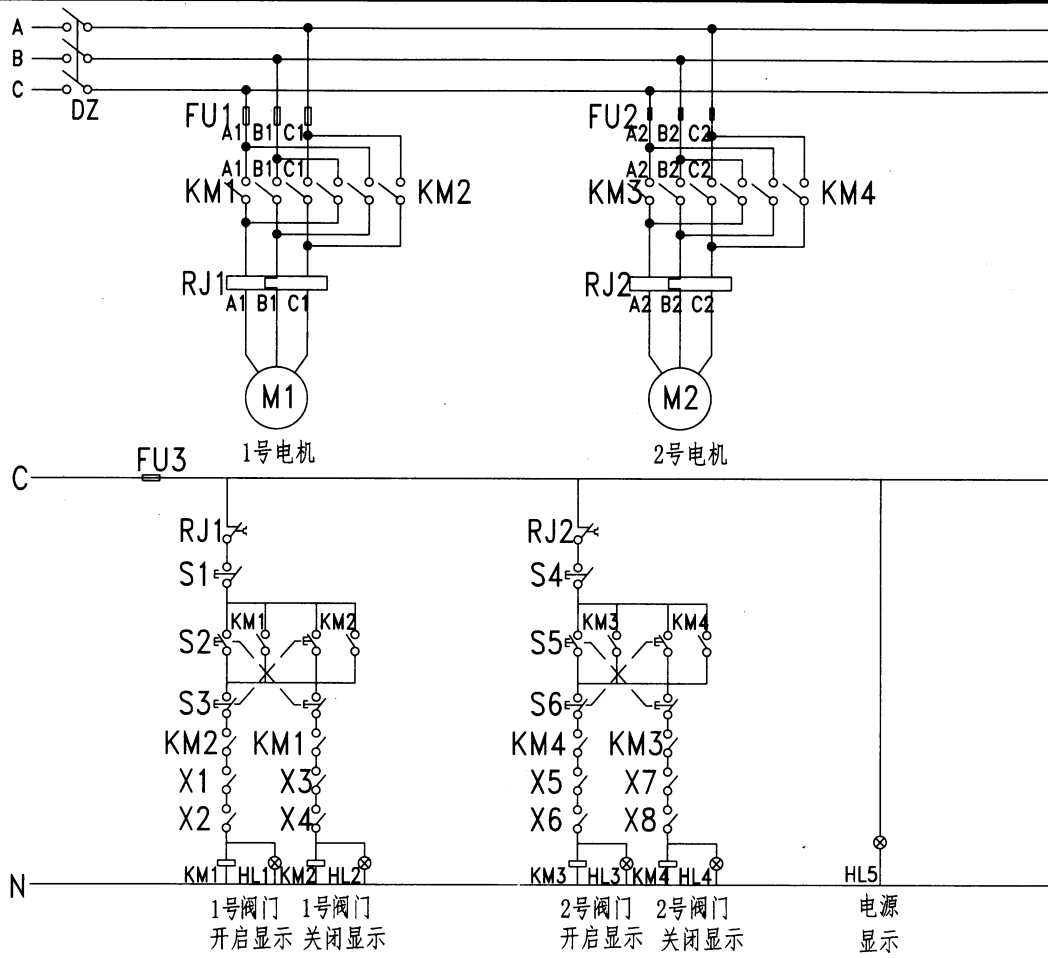 A
B
C
DZ
FU1
A1 B1 C1
A1 B1 C1
KM1
KM2
RJ1
A1 B1 C1
M1
1号电机
FU2
A2 B2 C2
A2 B2 C2
KM3
KM4
RJ2
A2 B2 C2
M2
2号电机
C
FU3
RJ1
S1
KM1
KM2
S2
S3
KM2
KM1
X1
X3
X2
X4
KM1
HL1
KM2
HL2
1号阀门
开启显示
1号阀门
关闭显示
RJ2
S4
KM3
KM4
S5
S6
KM4
KM3
X5
X7
X6
X8
KM3
HL3
KM4
HL4
2号阀门
开启显示
2号阀门
关闭显示
HL5
电源
显示
N